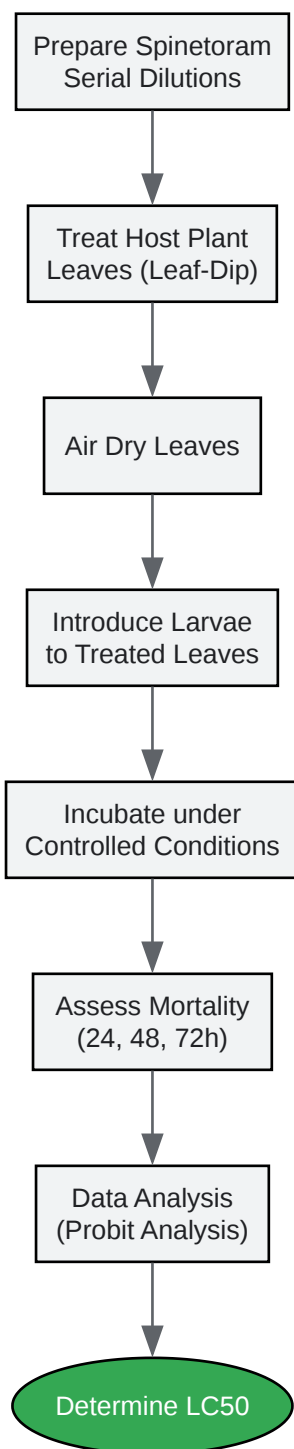 Prepare Spinetoram
Serial Dilutions
Treat Host Plant
Leaves (Leaf-Dip)
Air Dry Leaves
Introduce Larvae
to Treated Leaves
Incubate under
Controlled Conditions
Assess Mortality
(24, 48, 72h)
Data Analysis
(Probit Analysis)
Determine LC50